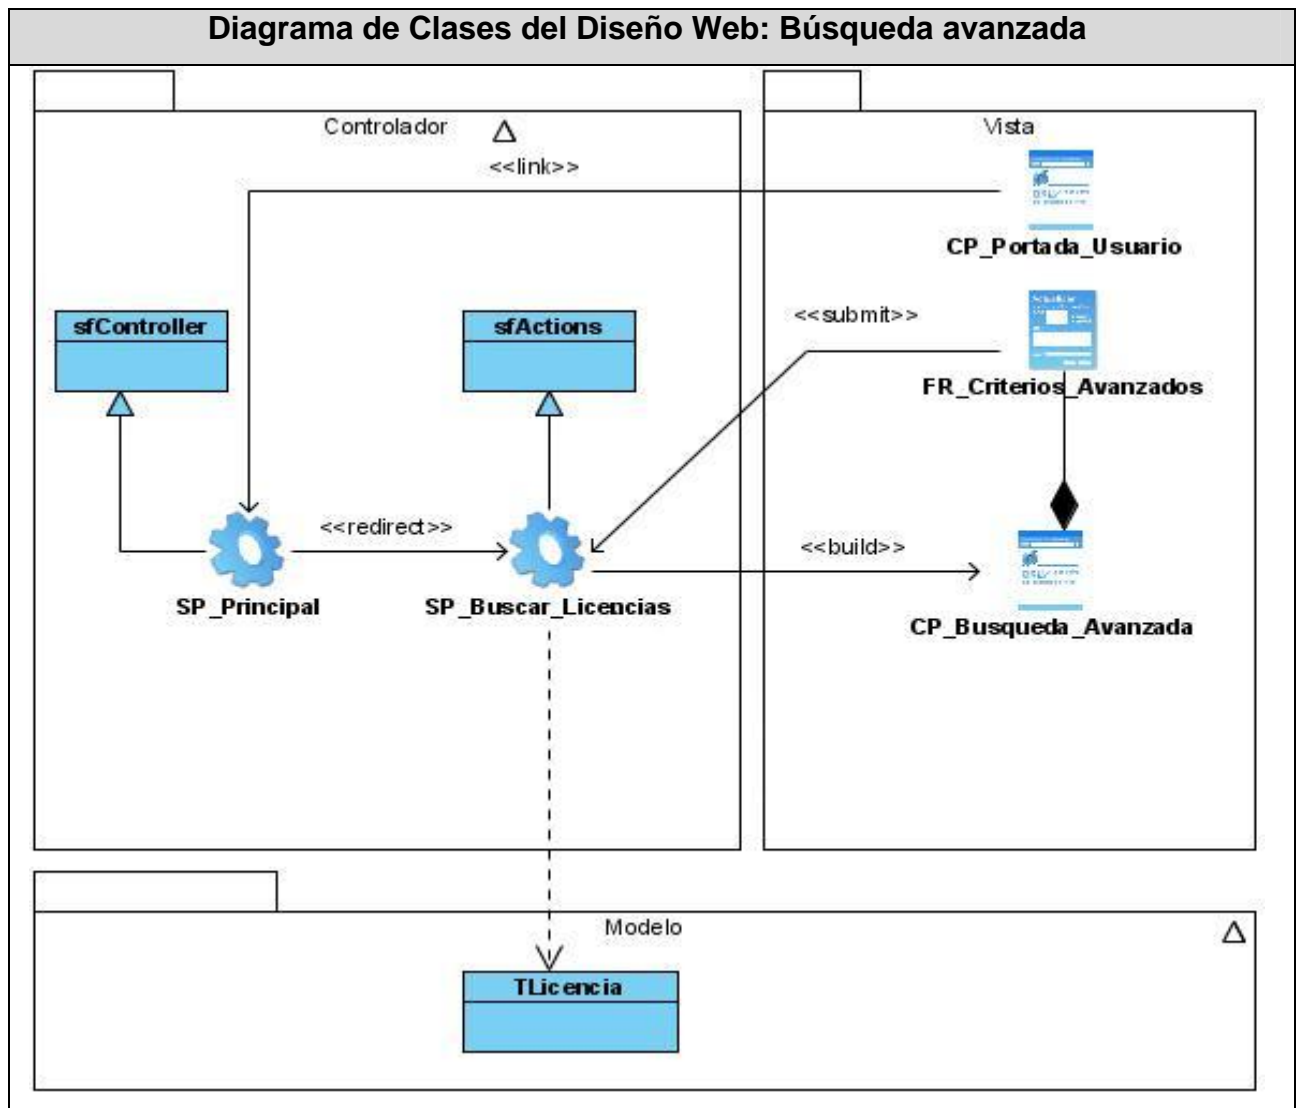 Diagrama de Clases del Diseño Web: Búsqueda avanzada
Controlador
Vista
<<link>>
CP_Portada_Usuario
sfController
sfActions
<<submit>>
FR_Criterios_Avanzados
<<redirect>>
<<build>>
SP_Principal
SP_Buscar_Licencias
CP_Busqueda_Avanzada
Modelo
TLicencia